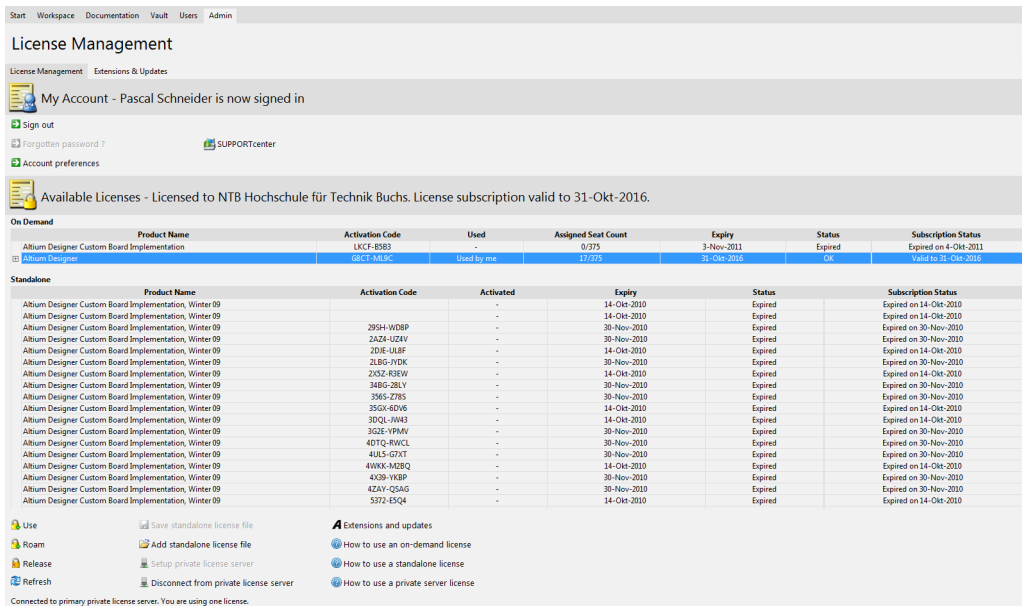 Start Workspace Documentation Vault Users Admin
License Management
License Management Extensions & Updates
My Account - Pascal Schneider is now signed in
Sign out
Forgotten password ? SUPPORTcenter
Account preferences
Available Licenses - Licensed to NTB Hochschule für Technik Buchs. License subscription valid to 31-Okt-2016.
On Demand
Product Name Activation Code Used Assigned Seat Count Expiry Status Subscription Status
Altium Designer Custom Board Implementation LKCF-B5B3 - 0/375 3-Nov-2011 Expired Expired on 4-Okt-2011
Altium Designer G8CT-ML9C Used by me 17/375 31-Okt-2016 OK Valid to 31-Okt-2016
Standalone
Product Name Activation Code Activated Expiry Status Subscription Status
Altium Designer Custom Board Implementation, Winter 09 - 14-Okt-2010 Expired Expired on 14-Okt-2010
Altium Designer Custom Board Implementation, Winter 09 - 14-Okt-2010 Expired Expired on 14-Okt-2010
Altium Designer Custom Board Implementation, Winter 09 29SH-WD8P - 30-Nov-2010 Expired Expired on 30-Nov-2010
Altium Designer Custom Board Implementation, Winter 09 2AZ4-UZ4V - 30-Nov-2010 Expired Expired on 30-Nov-2010
Altium Designer Custom Board Implementation, Winter 09 2DJE-UL8F - 14-Okt-2010 Expired Expired on 14-Okt-2010
Altium Designer Custom Board Implementation, Winter 09 2LBG-JYDK - 30-Nov-2010 Expired Expired on 30-Nov-2010
Altium Designer Custom Board Implementation, Winter 09 2X5Z-R3EW - 14-Okt-2010 Expired Expired on 14-Okt-2010
Altium Designer Custom Board Implementation, Winter 09 34BG-28LY - 30-Nov-2010 Expired Expired on 30-Nov-2010
Altium Designer Custom Board Implementation, Winter 09 356S-Z78S - 30-Nov-2010 Expired Expired on 30-Nov-2010
Altium Designer Custom Board Implementation, Winter 09 35GX-6DV6 - 14-Okt-2010 Expired Expired on 14-Okt-2010
Altium Designer Custom Board Implementation, Winter 09 3DQL-JW43 - 14-Okt-2010 Expired Expired on 14-Okt-2010
Altium Designer Custom Board Implementation, Winter 09 3G2E-YPMV - 30-Nov-2010 Expired Expired on 30-Nov-2010
Altium Designer Custom Board Implementation, Winter 09 4DTQ-RWCL - 30-Nov-2010 Expired Expired on 30-Nov-2010
Altium Designer Custom Board Implementation, Winter 09 4UL5-G7XT - 30-Nov-2010 Expired Expired on 30-Nov-2010
Altium Designer Custom Board Implementation, Winter 09 4WKK-M2BQ - 14-Okt-2010 Expired Expired on 14-Okt-2010
Altium Designer Custom Board Implementation, Winter 09 4X39-YKBP - 30-Nov-2010 Expired Expired on 30-Nov-2010
Altium Designer Custom Board Implementation, Winter 09 4ZAY-QSAG - 30-Nov-2010 Expired Expired on 30-Nov-2010
Altium Designer Custom Board Implementation, Winter 09 5372-E5Q4 - 14-Okt-2010 Expired Expired on 14-Okt-2010
Use Save standalone license file Extensions and updates
Roam Add standalone license file How to use an on-demand license
Release Setup private license server How to use a standalone license
Refresh Disconnect from private license server How to use a private server license
Connected to primary private license server. You are using one license.